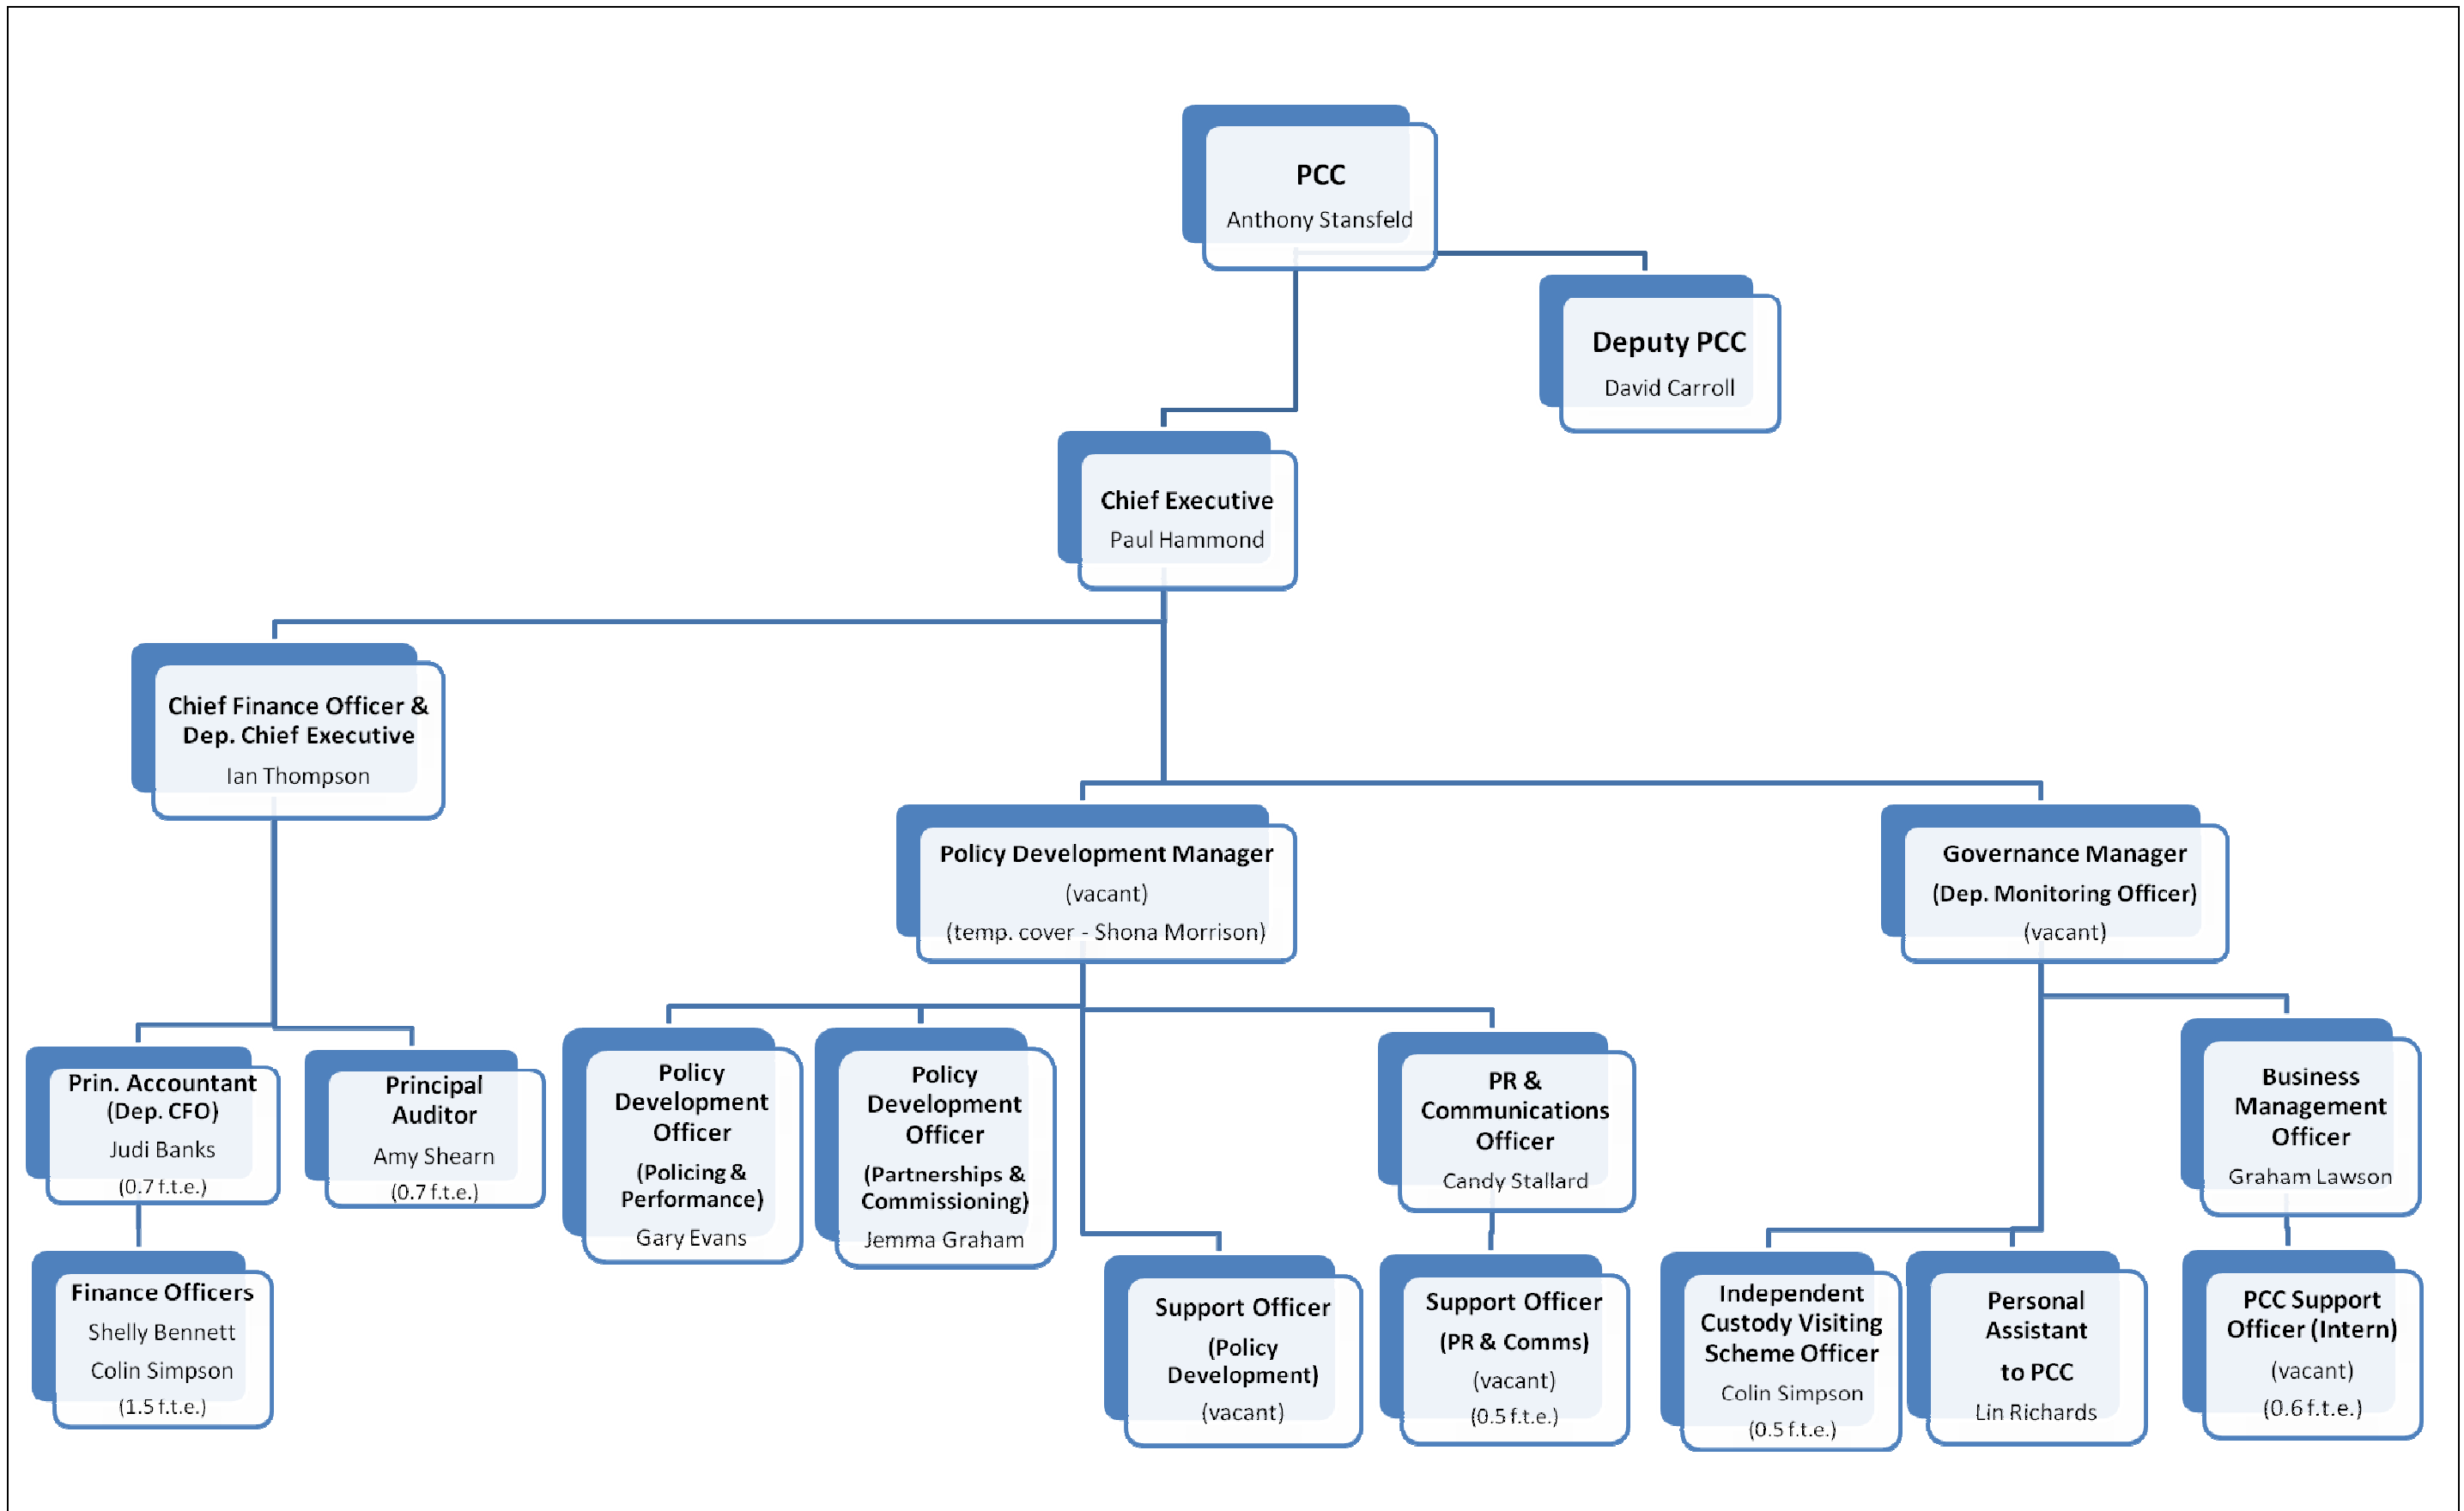 PCC
Anthony Stansfeld
Deputy PCC
David Carroll
Chief Executive
Paul Hammond
Chief Finance Officer &
Dep. Chief Executive
Ian Thompson
Policy Development Manager
(vacant)
(temp. cover - Shona Morrison)
Governance Manager
(Dep. Monitoring Officer)
(vacant)
Prin. Accountant
(Dep. CFO)
Judi Banks
(0.7 f.t.e.)
Principal
Auditor
Amy Shearn
(0.7 f.t.e.)
Policy
Development
Officer
(Policing &
Performance)
Gary Evans
Policy
Development
Officer
(Partnerships &
Commissioning)
Jemma Graham
PR &
Communications
Officer
Candy Stallard
Business
Management
Officer
Graham Lawson
Finance Officers
Shelly Bennett
Colin Simpson
(1.5 f.t.e.)
Support Officer
(Policy
Development)
(vacant)
Support Officer
(PR & Comms)
(vacant)
(0.5 f.t.e.)
Independent
Custody Visiting
Scheme Officer
Colin Simpson
(0.5 f.t.e.)
Personal
Assistant
to PCC
Lin Richards
PCC Support
Officer (Intern)
(vacant)
(0.6 f.t.e.)